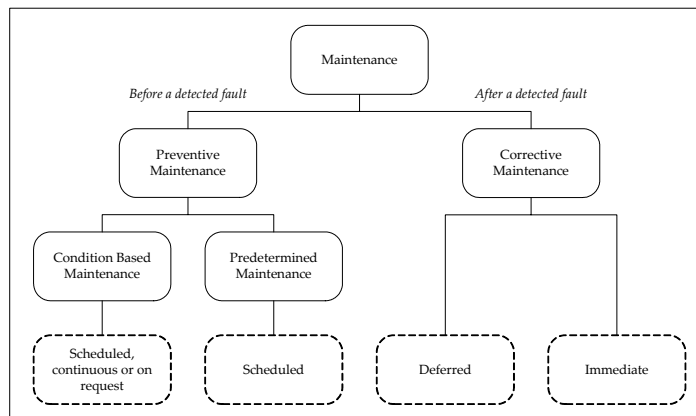 Maintenance
Before a detected fault
After a detected fault
Preventive
Maintenance
Corrective
Maintenance
Condition Based
Maintenance
Predetermined
Maintenance
Scheduled,
continuous or on
request
Scheduled
Deferred
Immediate